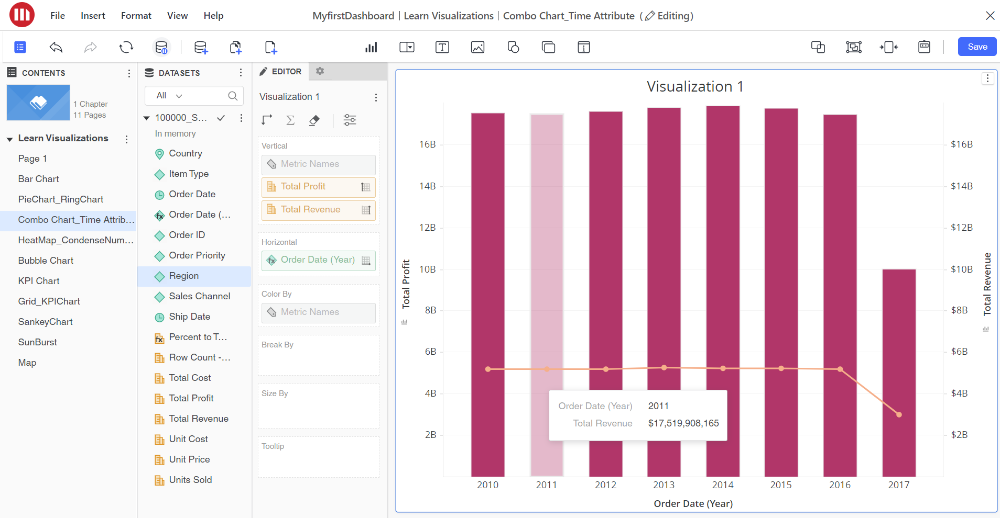 File Insert Format View Help
MyfirstDashboard | Learn Visualizations | Combo Chart_Time Attribute ( Editing)
Save
CONTENTS
1 Chapter
11 Pages
Learn Visualizations
Page 1
Bar Chart
PieChart_RingChart
Combo Chart_Time Attrib...
HeatMap_CondenseNum...
Bubble Chart
KPI Chart
Grid_KPIChart
SankeyChart
SunBurst
Map
DATASETS
All
100000_S...
In memory
Country
Item Type
Order Date
Order Date (...
Order ID
Order Priority
Region
Sales Channel
Ship Date
Percent to T...
Row Count -...
Total Cost
Total Profit
Total Revenue
Unit Cost
Unit Price
Units Sold
EDITOR
Visualization 1
Vertical
Metric Names
Total Profit
Total Revenue
Horizontal
Order Date (Year)
Color By
Metric Names
Break By
Size By
Tooltip
Visualization 1
Total Profit
16B
14B
12B
10B
8B
6B
4B
2B
Order Date (Year) 2011
Total Revenue $17,519,908,165
$16B
$14B
$12B
$10B
$8B
$6B
$4B
$2B
Total Revenue
2010 2011 2012 2013 2014 2015 2016 2017
Order Date (Year)